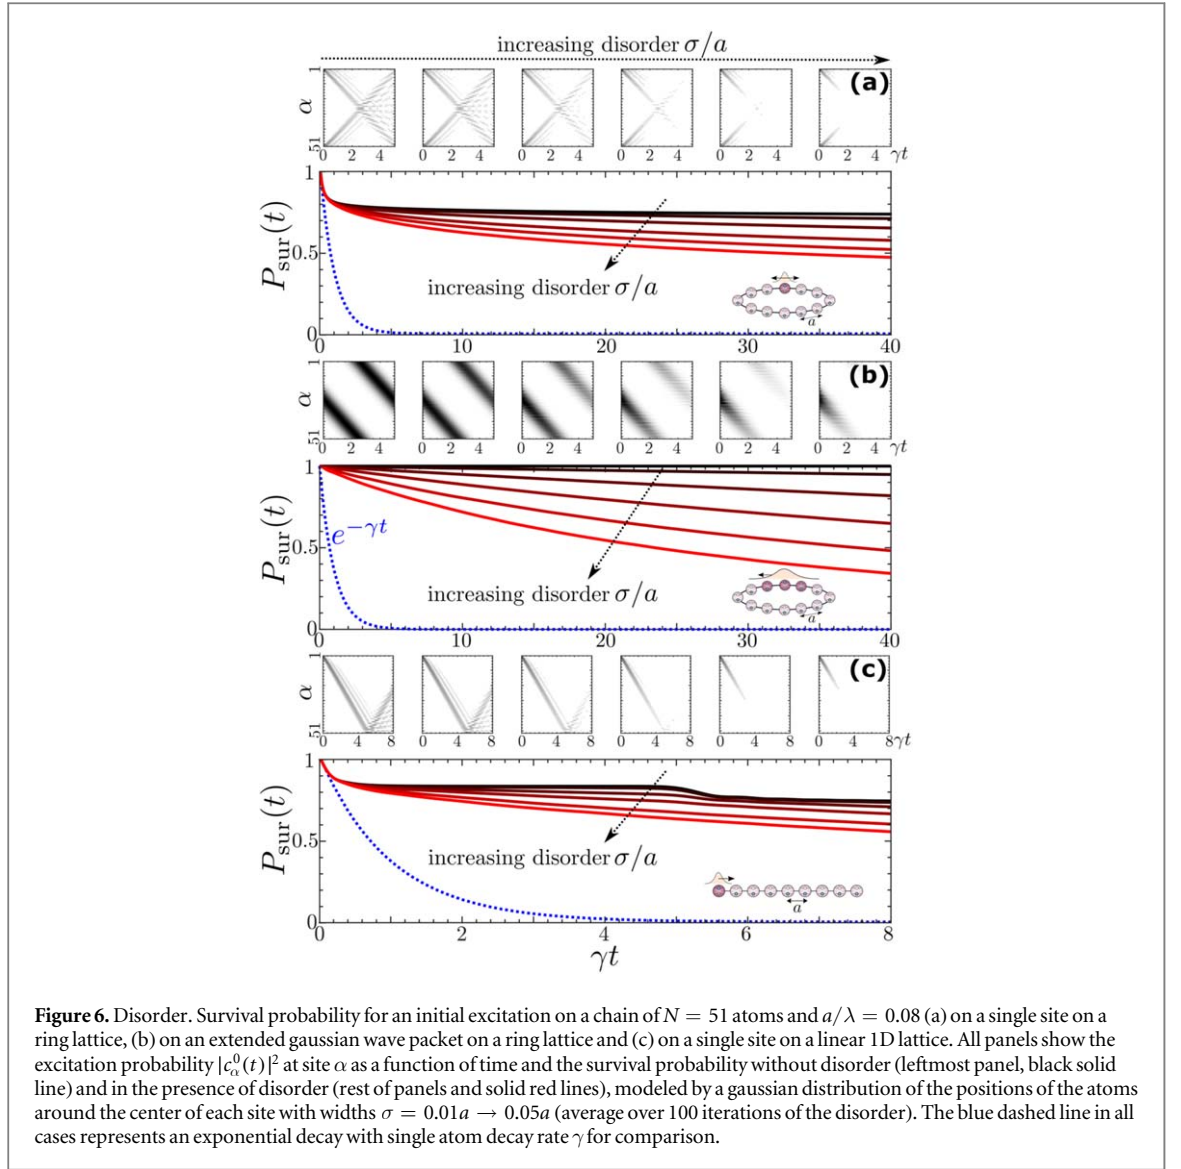 increasing disorder σ/a
(a)
α
1
51
0 2 4 0 2 4 0 2 4 0 2 4 0 2 4 0 2 4 γt
P_sur(t)
1
0.5
0
increasing disorder σ/a
a
0 10 20 30 40
(b)
α
1
51
0 2 4 0 2 4 0 2 4 0 2 4 0 2 4 0 2 4 γt
P_sur(t)
1
0.5
0
e^{−γt}
increasing disorder σ/a
a
0 10 20 30 40
(c)
α
1
51
0 4 8 0 4 8 0 4 8 0 4 8 0 4 8 0 4 8 γt
P_sur(t)
1
0.5
0
increasing disorder σ/a
a
0 2 4 6 8
γt
Figure 6. Disorder. Survival probability for an initial excitation on a chain of N = 51 atoms and a/λ = 0.08 (a) on a single site on a
ring lattice, (b) on an extended gaussian wave packet on a ring lattice and (c) on a single site on a linear 1D lattice. All panels show the
excitation probability |c_α^0(t)|² at site α as a function of time and the survival probability without disorder (leftmost panel, black solid
line) and in the presence of disorder (rest of panels and solid red lines), modeled by a gaussian distribution of the positions of the atoms
around the center of each site with widths σ = 0.01a → 0.05a (average over 100 iterations of the disorder). The blue dashed line in all
cases represents an exponential decay with single atom decay rate γ for comparison.